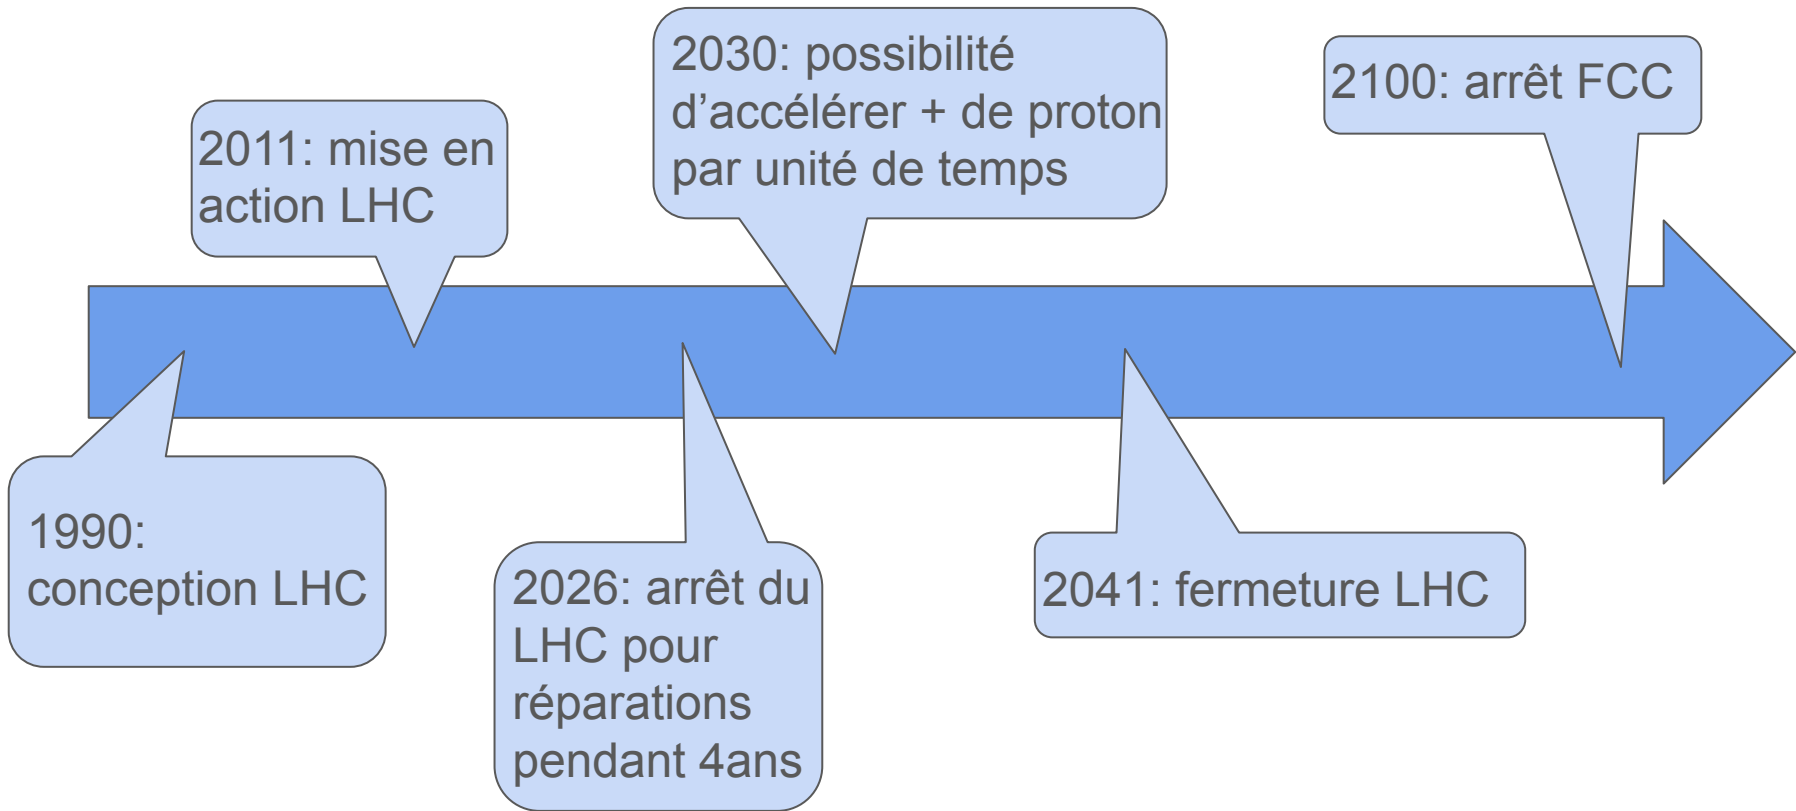 2030: possibilité
d’accélérer + de proton
par unité de temps
2100: arrêt FCC
2011: mise en
action LHC
1990:
conception LHC
2026: arrêt du
LHC pour
réparations
pendant 4ans
2041: fermeture LHC